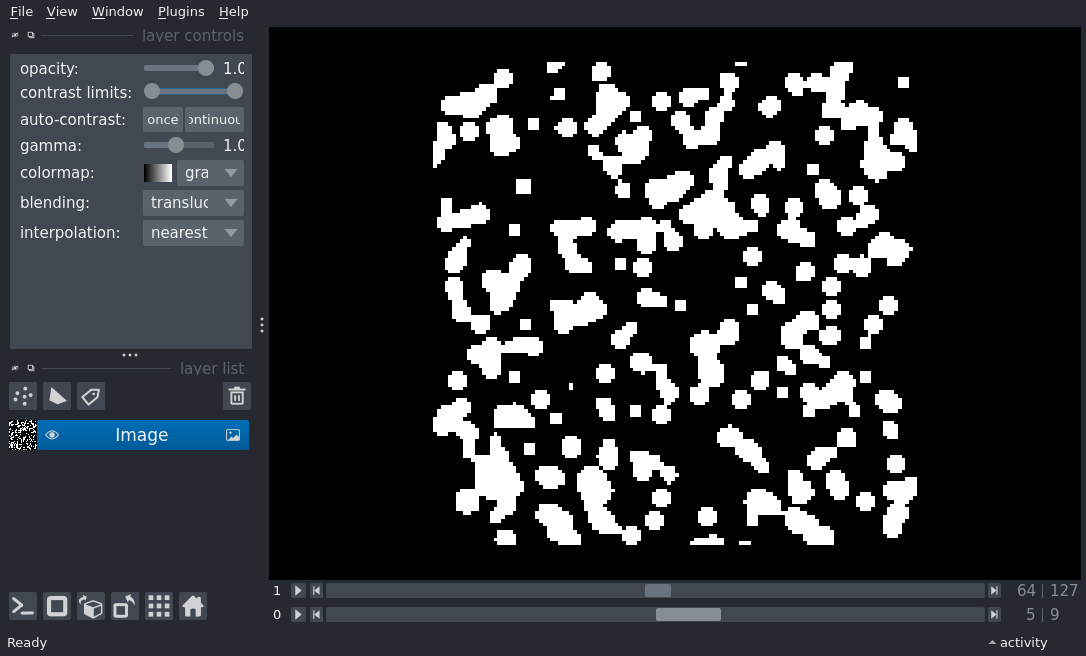 File View Window Plugins Help
layer controls
opacity: 1.0
contrast limits:
auto-contrast: once ontinuou
gamma: 1.0
colormap: gra
blending: transluc
interpolation: nearest
layer list
Image
1 64 | 127
0 5 | 9
Ready activity